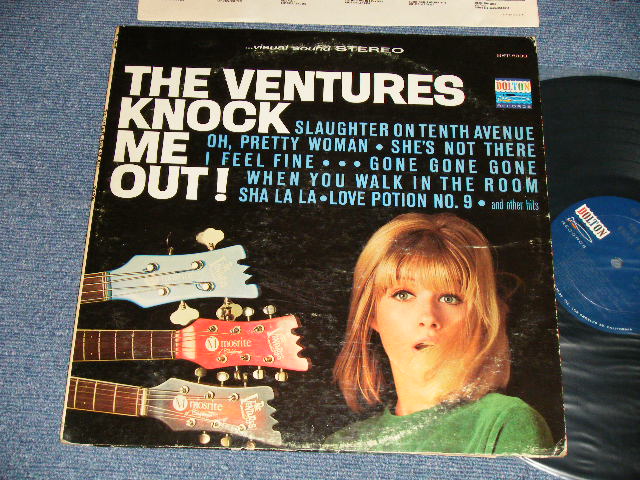 ...visual sound STEREO
THE VENTURES
KNOCK
ME
OUT!
DOLTON
RECORDS
SLAUGHTER ON TENTH AVENUE
OH, PRETTY WOMAN • SHE'S NOT THERE
I FEEL FINE • • • GONE GONE GONE
WHEN YOU WALK IN THE ROOM
SHA LA LA • LOVE POTION NO. 9 • and other hits
M mosrite
M mosrite
DOLTON
RECORDS